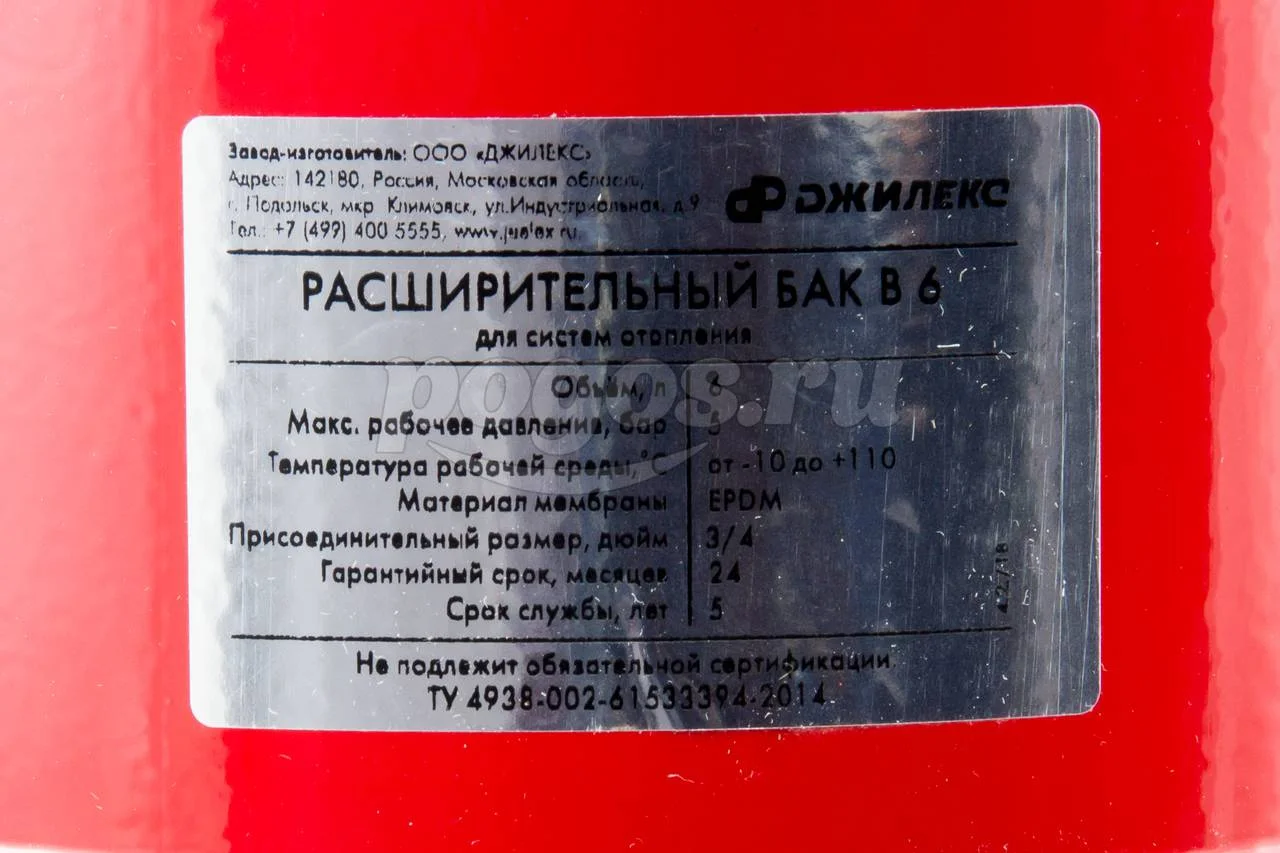 Завод-изготовитель: ООО «ДЖИЛЕКС»
Адрес: 142180, Россия, Московская область,
г. Подольск, мкр. Климовск, ул.Индустриальная, д.9
Тел.: +7 (499) 400 5555, www.jeelex.ru
ДЖИЛЕКС
РАСШИРИТЕЛЬНЫЙ БАК В 6
для систем отопления
Объём, л 6
Макс. рабочее давление, бар 5
Температура рабочей среды,°С от -10 до +110
Материал мембраны EPDM
Присоединительный размер, дюйм 3/4
Гарантийный срок, месяцев 24
Срок службы, лет 5
Не подлежит обязательной сертификации.
ТУ 4938-002-61533394-2014
pogos.ru